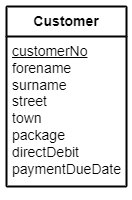 Customer
customerNo
forename
surname
street
town
package
directDebit
paymentDueDate